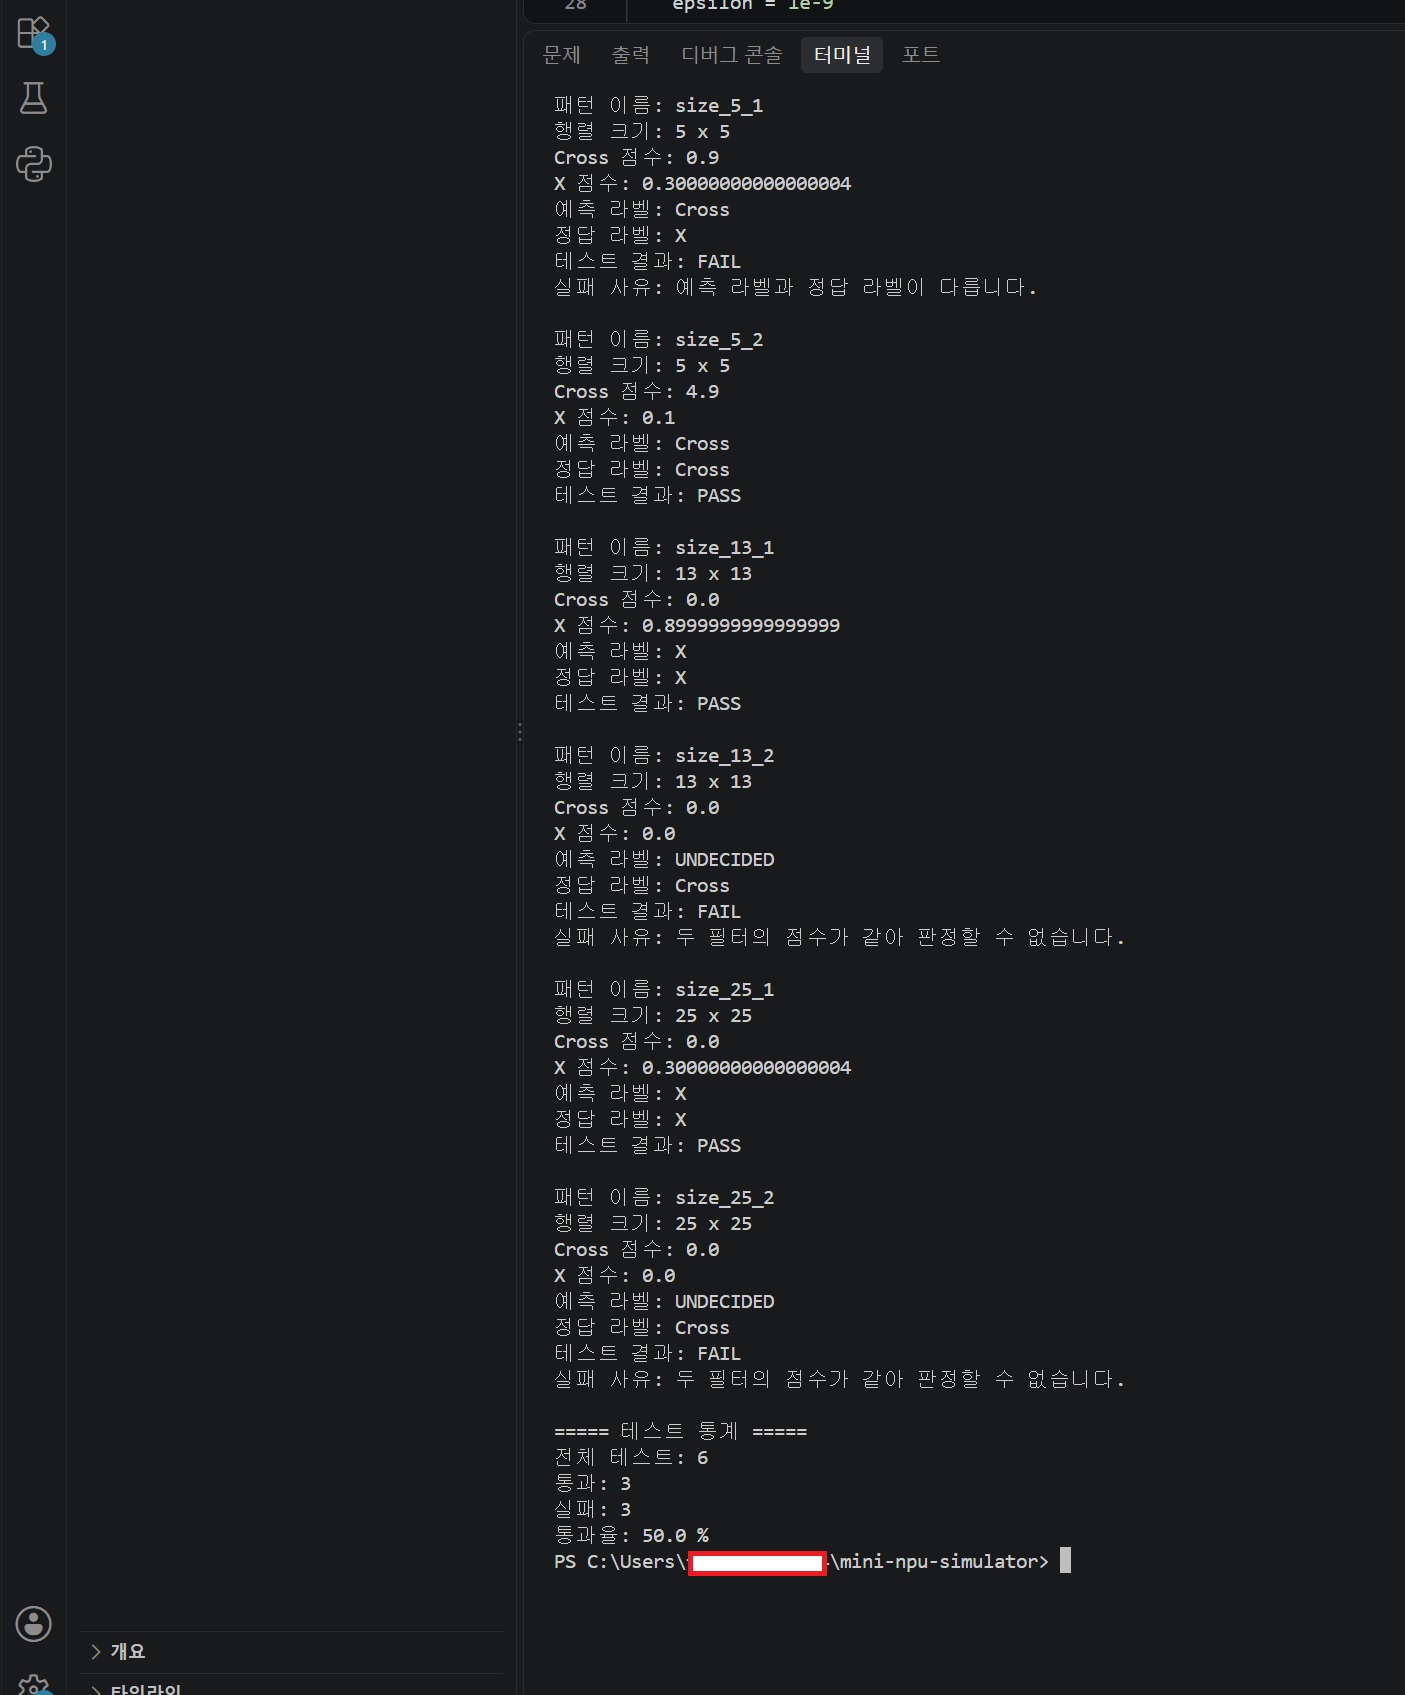 1
28 epsilon = 1e-9
문제 출력 디버그 콘솔 터미널 포트
패턴 이름: size_5_1
행렬 크기: 5 x 5
Cross 점수: 0.9
X 점수: 0.30000000000000004
예측 라벨: Cross
정답 라벨: X
테스트 결과: FAIL
실패 사유: 예측 라벨과 정답 라벨이 다릅니다.
패턴 이름: size_5_2
행렬 크기: 5 x 5
Cross 점수: 4.9
X 점수: 0.1
예측 라벨: Cross
정답 라벨: Cross
테스트 결과: PASS
패턴 이름: size_13_1
행렬 크기: 13 x 13
Cross 점수: 0.0
X 점수: 0.8999999999999999
예측 라벨: X
정답 라벨: X
테스트 결과: PASS
패턴 이름: size_13_2
행렬 크기: 13 x 13
Cross 점수: 0.0
X 점수: 0.0
예측 라벨: UNDECIDED
정답 라벨: Cross
테스트 결과: FAIL
실패 사유: 두 필터의 점수가 같아 판정할 수 없습니다.
패턴 이름: size_25_1
행렬 크기: 25 x 25
Cross 점수: 0.0
X 점수: 0.30000000000000004
예측 라벨: X
정답 라벨: X
테스트 결과: PASS
패턴 이름: size_25_2
행렬 크기: 25 x 25
Cross 점수: 0.0
X 점수: 0.0
예측 라벨: UNDECIDED
정답 라벨: Cross
테스트 결과: FAIL
실패 사유: 두 필터의 점수가 같아 판정할 수 없습니다.
===== 테스트 통계 =====
전체 테스트: 6
통과: 3
실패: 3
통과율: 50.0 %
PS C:\Users\ \mini-npu-simulator>
개요
타임라인